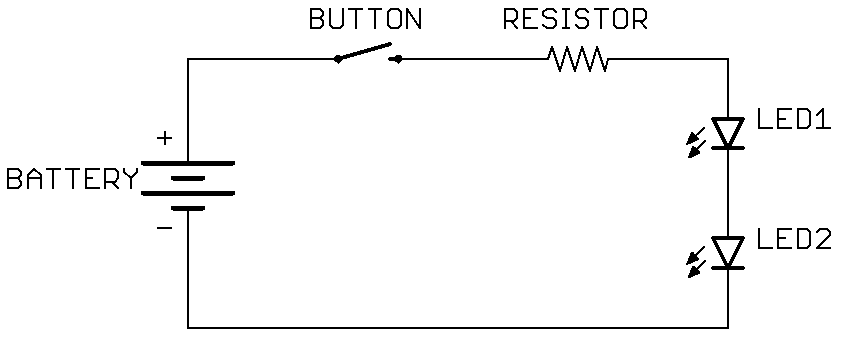 BUTTON
RESISTOR
LED1
+
BATTERY
-
LED2